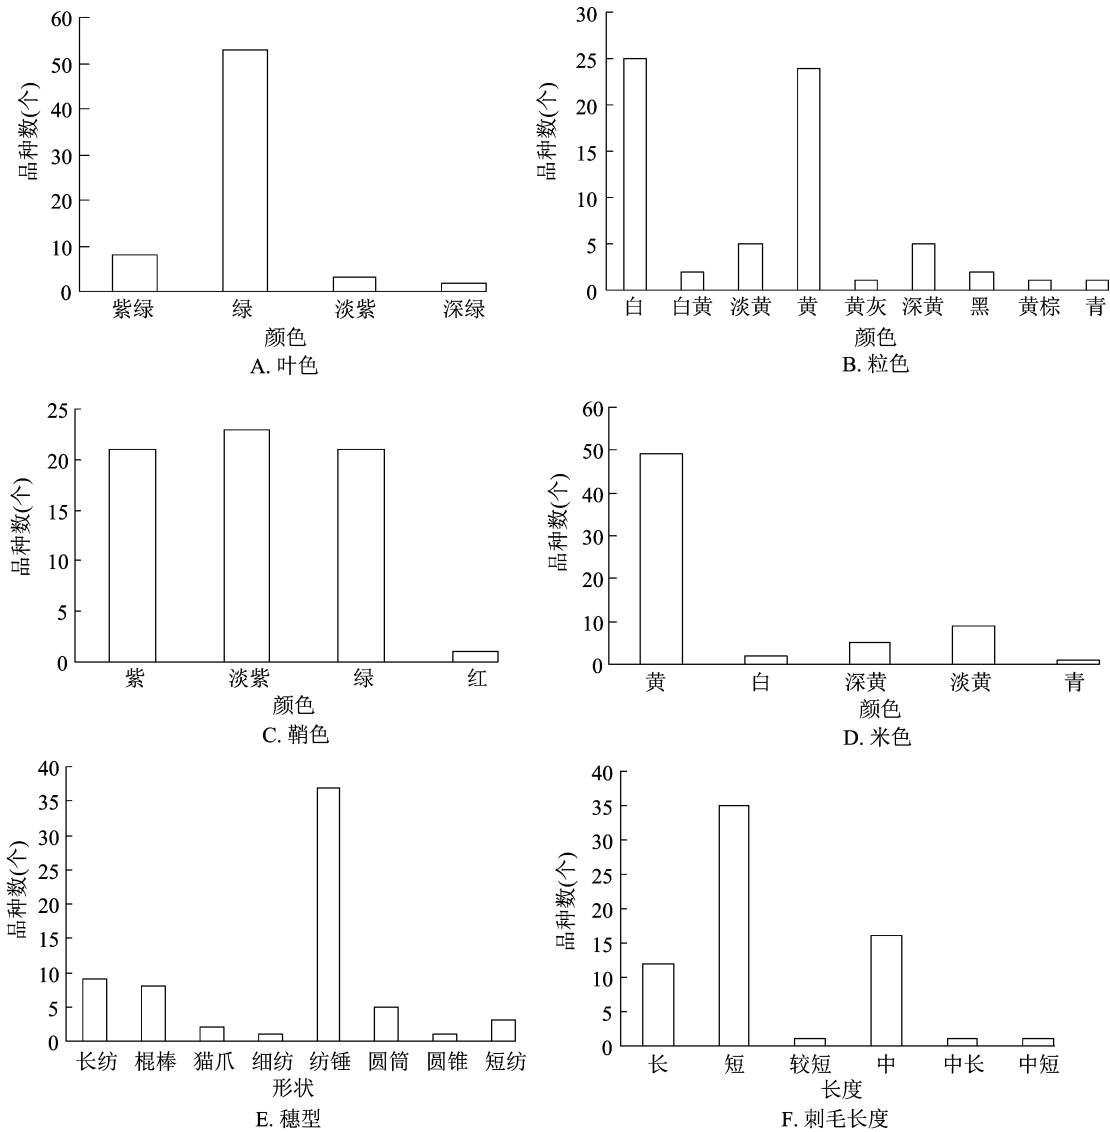 60
50
40
30
20
10
0
品种数(个)
紫绿 绿 淡紫 深绿
颜色
A. 叶色
30
25
20
15
10
5
0
品种数(个)
白 白黄 淡黄 黄 黄灰 深黄 黑 黄棕 青
颜色
B. 粒色
25
20
15
10
5
0
品种数(个)
紫 淡紫 绿 红
颜色
C. 鞘色
60
50
40
30
20
10
0
品种数(个)
黄 白 深黄 淡黄 青
颜色
D. 米色
40
35
30
25
20
15
10
5
0
品种数(个)
长纺 棍棒 猫爪 细纺 纺锤 圆筒 圆锥 短纺
形状
E. 穗型
40
35
30
25
20
15
10
5
0
品种数(个)
长 短 较短 中 中长 中短
长度
F. 刺毛长度